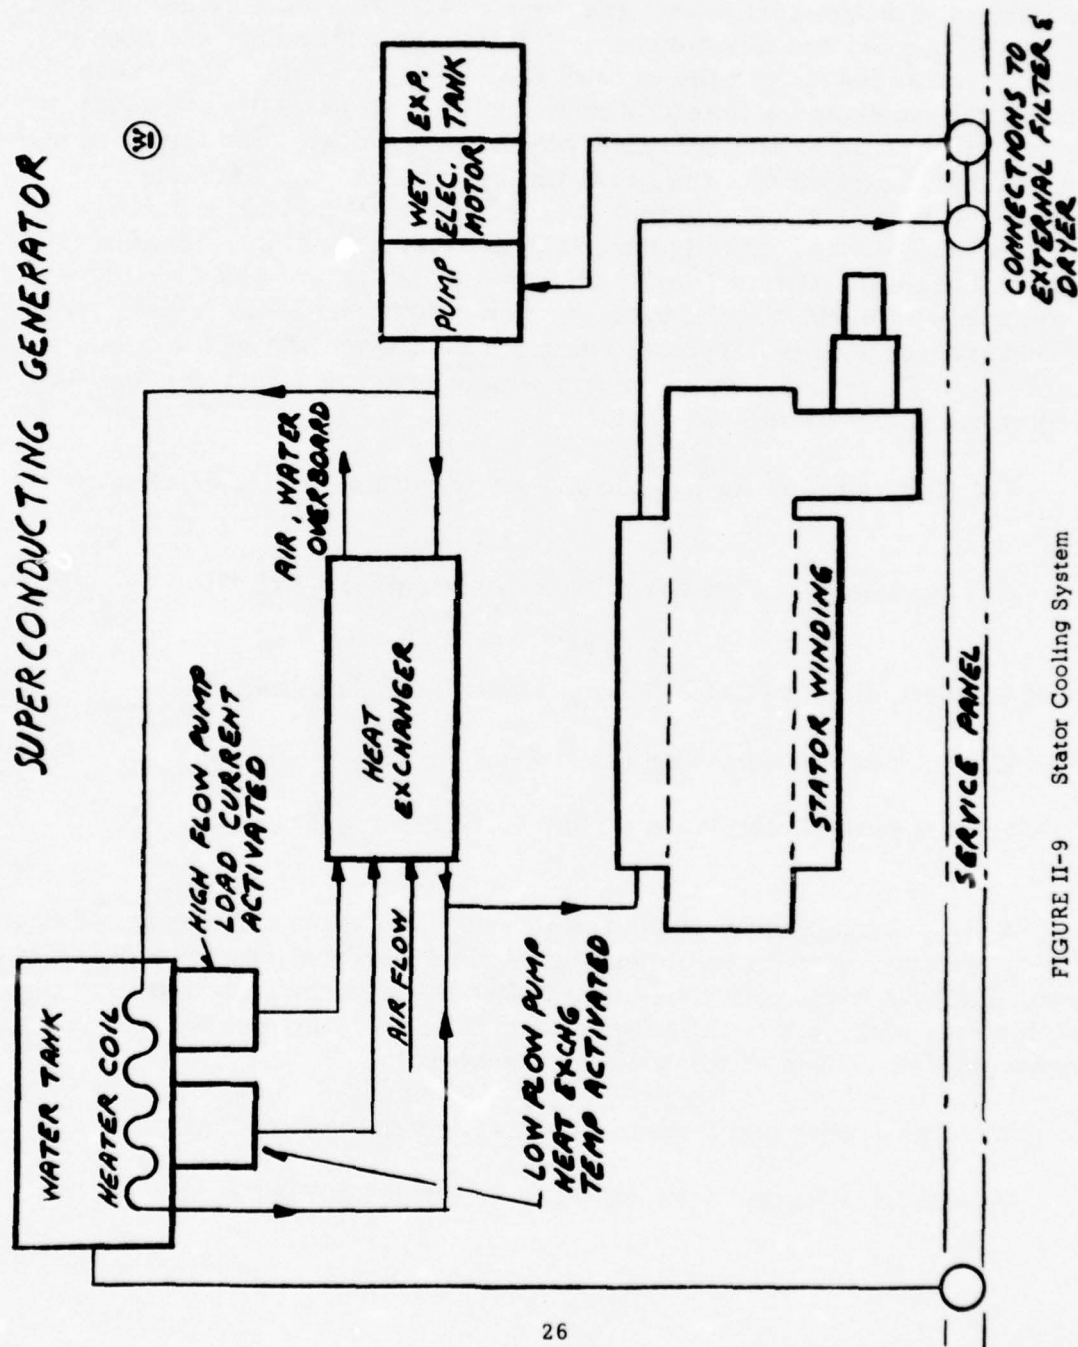 SUPERCONDUCTING GENERATOR
W
WATER TANK
HEATER COIL
HIGH FLOW PUMP
LOAD CURRENT
ACTIVATED
AIR, WATER
OVERBOARD
PUMP
WET
ELEC.
MOTOR
EXP.
TANK
HEAT
EXCHANGER
AIR FLOW
LOW FLOW PUMP
HEAT EXCHG
TEMP ACTIVATED
STATOR WINDING
SERVICE PANEL
CONNECTIONS TO
EXTERNAL FILTER &
DRYER
FIGURE II-9 Stator Cooling System
26